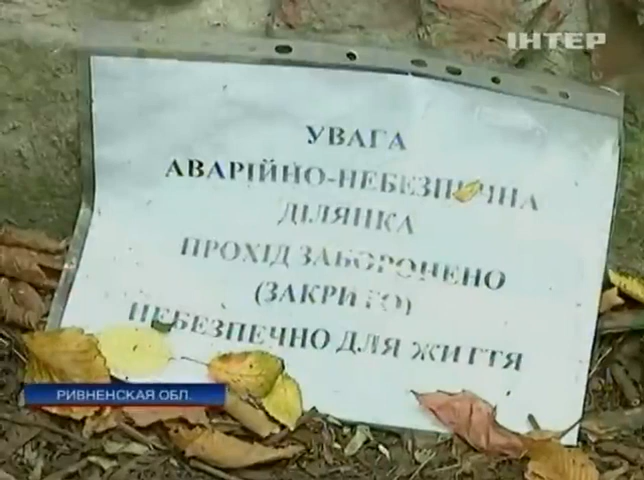 ІНТЕР
УВАГА
АВАРІЙНО-НЕБЕЗПЕЧНА
ДІЛЯНКА
ПРОХІД ЗАБОРОНЕНО
(ЗАКРИТО)
НЕБЕЗПЕЧНО ДЛЯ ЖИТТЯ
РИВНЕНСКАЯ ОБЛ.